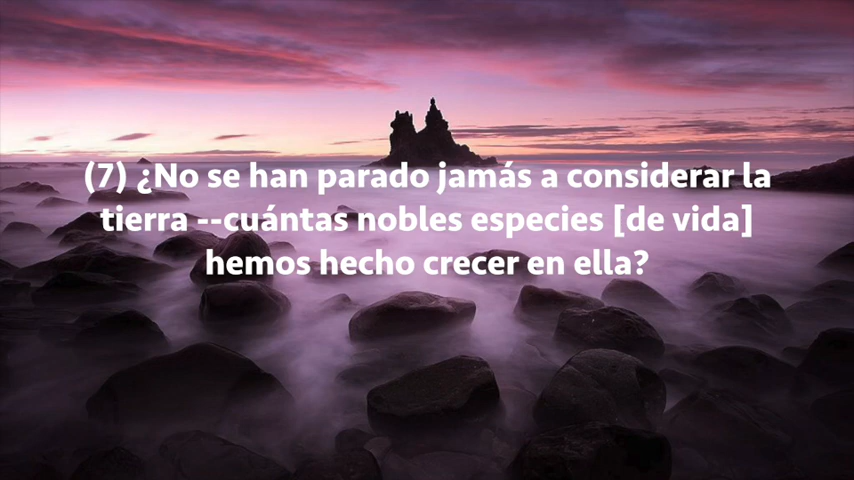 (7) ¿No se han parado jamás a considerar la
tierra --cuántas nobles especies [de vida]
hemos hecho crecer en ella?